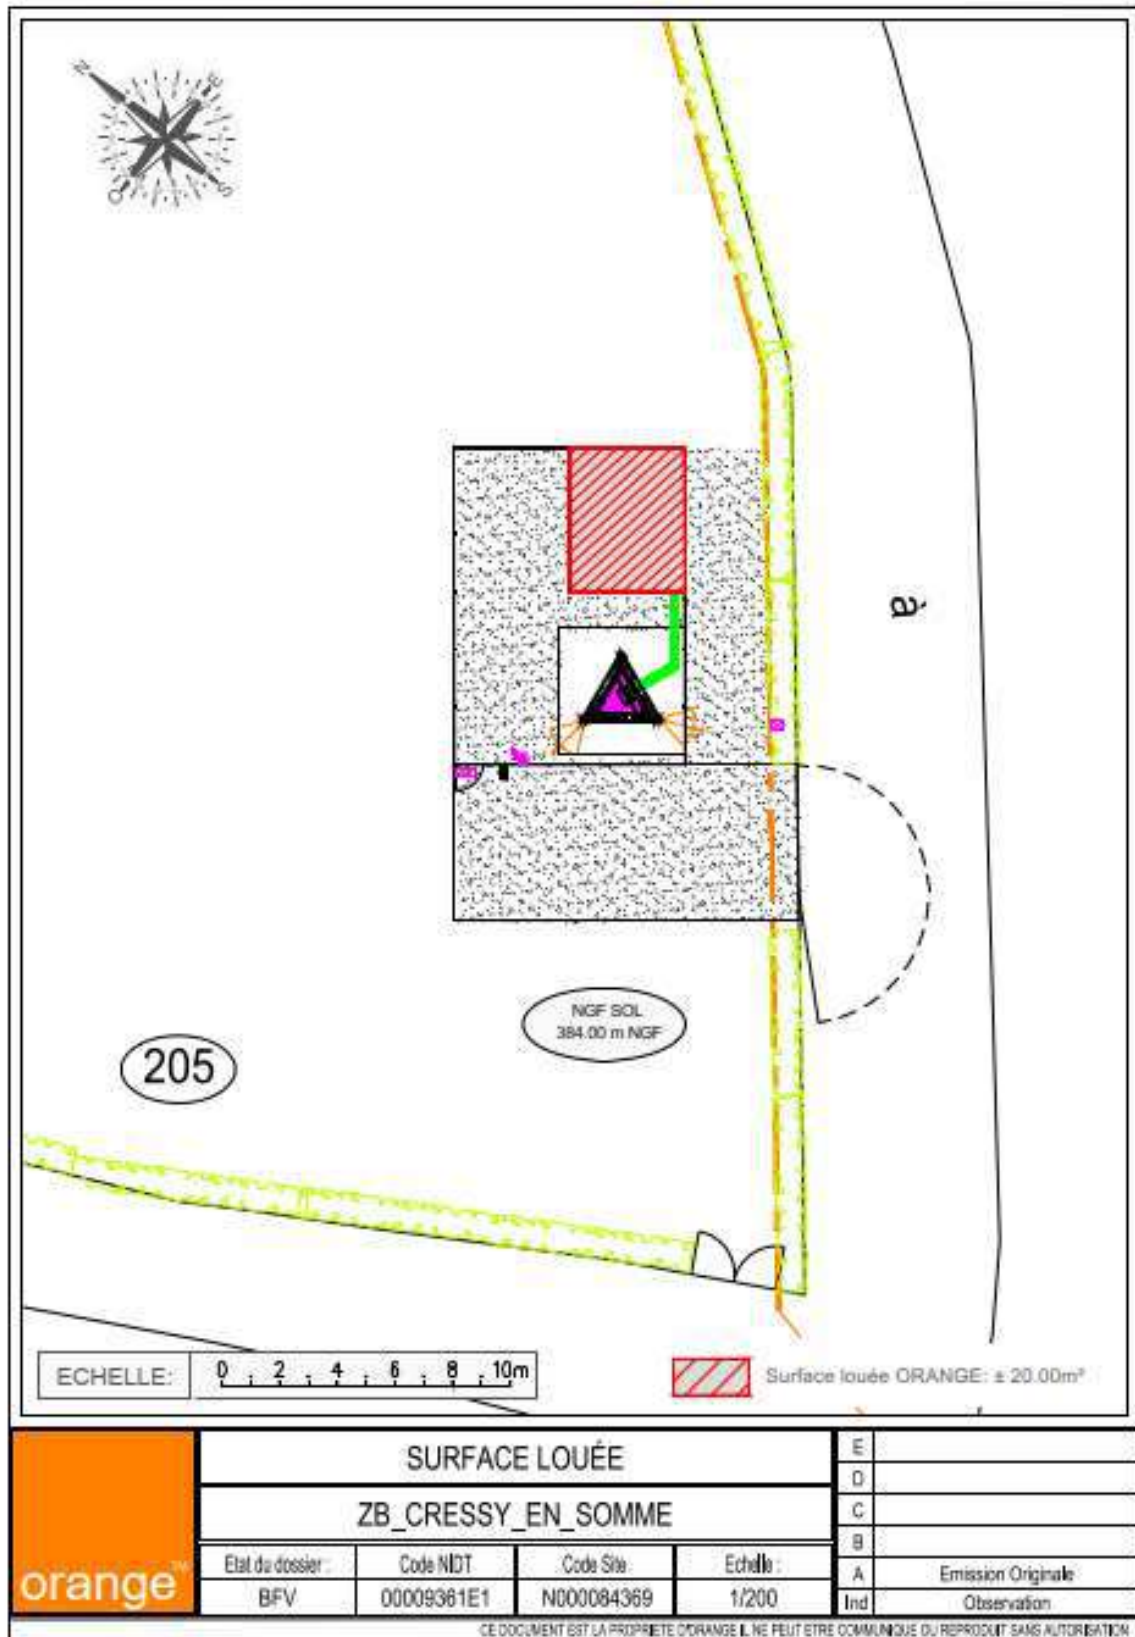 N
E
O
S
à
NGF SOL
384.00 m NGF
205
ECHELLE: 0 2 4 6 8 10m
Surface louée ORANGE: ± 20.00m²
orange™
SURFACE LOUÉE
ZB_CRESSY_EN_SOMME
Etat du dossier : Code NIDT Code Site Echelle :
BFV 00009361E1 N000084369 1/200
E
D
C
B
A Emission Originale
Ind Observation
CE DOCUMENT EST LA PROPRIETE D'ORANGE IL NE PEUT ETRE COMMUNIQUE OU REPRODUIT SANS AUTORISATION